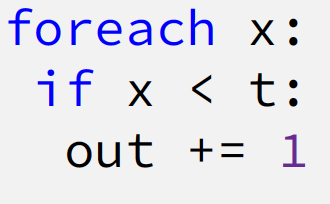 foreach x:
if x < t:
out += 1